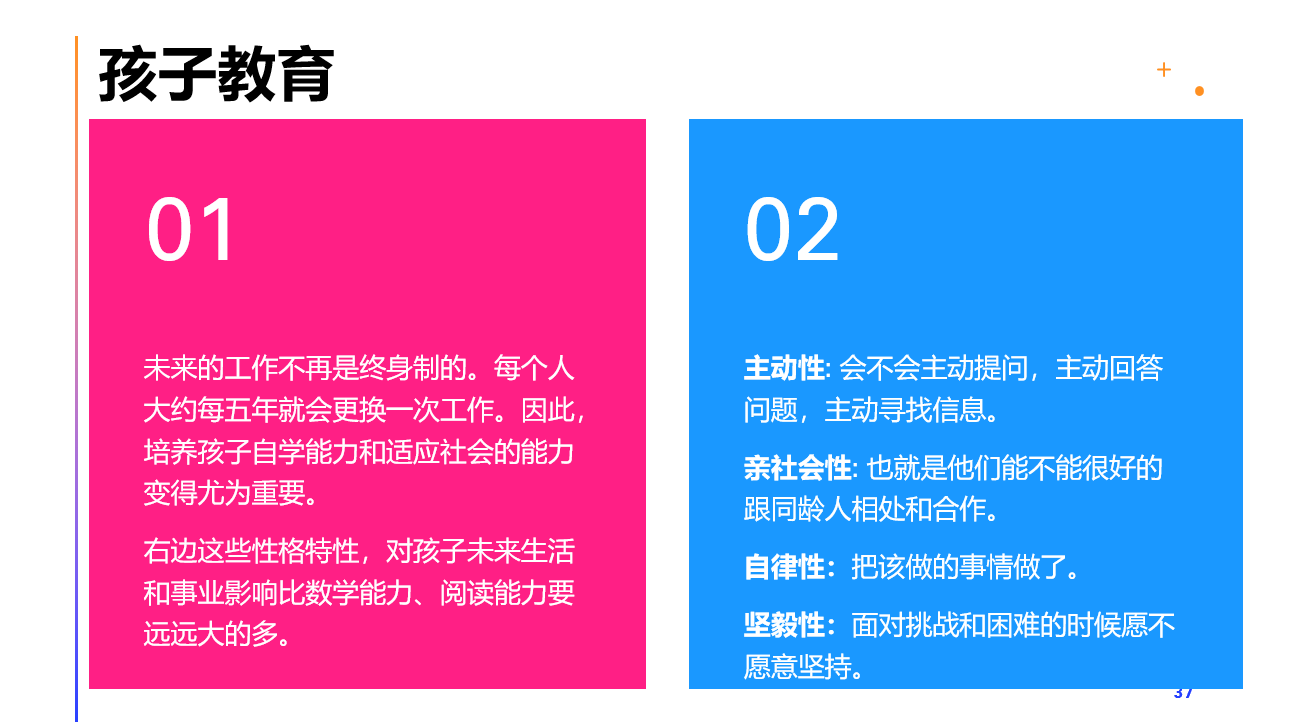 孩子教育
01
未来的工作不再是终身制的。每个人
大约每五年就会更换一次工作。因此，
培养孩子自学能力和适应社会的能力
变得尤为重要。
右边这些性格特性，对孩子未来生活
和事业影响比数学能力、阅读能力要
远远大的多。
02
主动性: 会不会主动提问，主动回答
问题，主动寻找信息。
亲社会性: 也就是他们能不能很好的
跟同龄人相处和合作。
自律性：把该做的事情做了。
坚毅性：面对挑战和困难的时候愿不
愿意坚持。
37